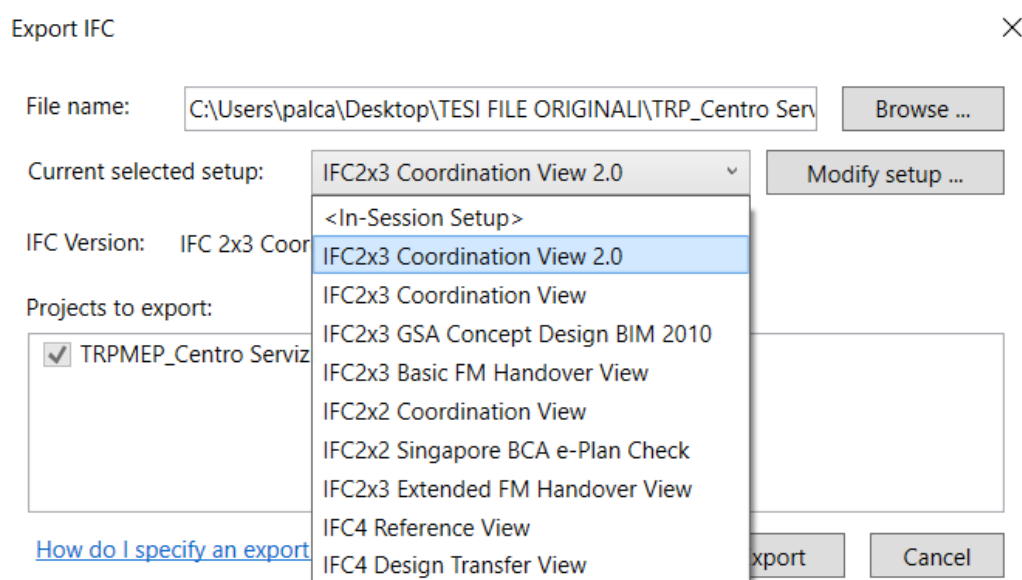 Export IFC
File name: C:\Users\palca\Desktop\TESI FILE ORIGINALI\TRP_Centro Ser Browse ...
Current selected setup: IFC2x3 Coordination View 2.0 Modify setup ...
<In-Session Setup>
IFC Version: IFC 2x3 Coor IFC2x3 Coordination View 2.0
IFC2x3 Coordination View
Projects to export:
IFC2x3 GSA Concept Design BIM 2010
TRPMEP_Centro Serviz IFC2x3 Basic FM Handover View
IFC2x2 Coordination View
IFC2x2 Singapore BCA e-Plan Check
IFC2x3 Extended FM Handover View
IFC4 Reference View
How do I specify an export xport Cancel
IFC4 Design Transfer View